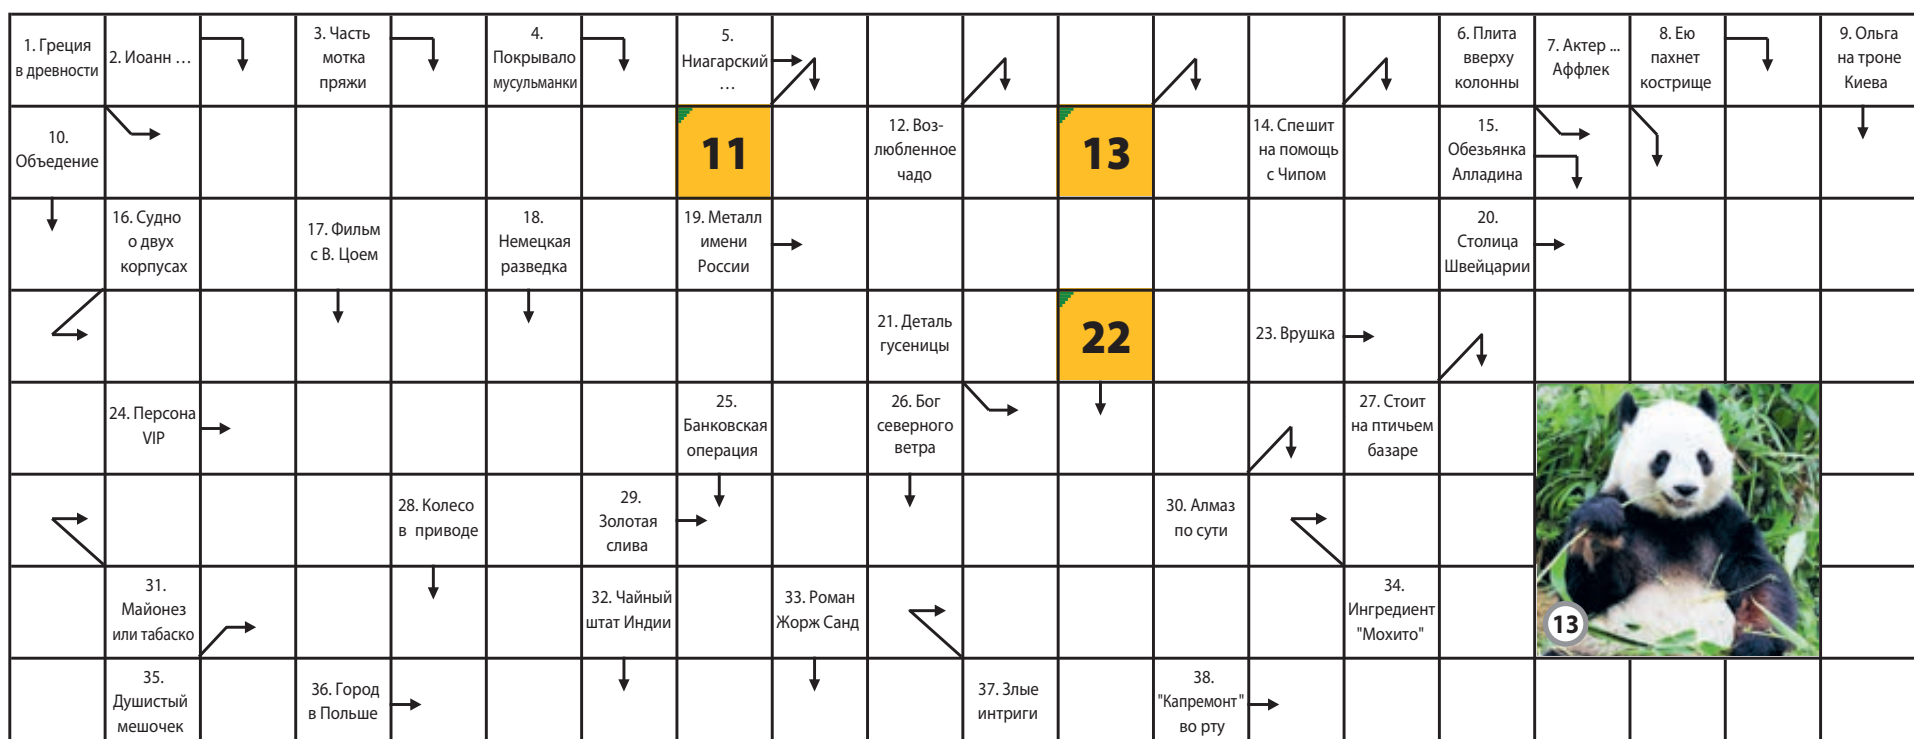 1. Греция
в древности
2. Иоанн ...
3. Часть
мотка
пряжи
4.
Покрывало
мусульманки
5.
Ниагарский
...
6. Плита
вверху
колонны
7. Актер ...
Аффлек
8. Ею
пахнет
кострище
9. Ольга
на троне
Киева
10.
Объедение
11
12. Воз-
любленное
чадо
13
14. Спешит
на помощь
с Чипом
15.
Обезьянка
Алладина
16. Судно
о двух
корпусах
17. Фильм
с В. Цоем
18.
Немецкая
разведка
19. Металл
имени
России
20.
Столица
Швейцарии
21. Деталь
гусеницы
22
23. Врушка
24. Персона
VIP
25.
Банковская
операция
26. Бог
северного
ветра
27. Стоит
на птичьем
базаре
28. Колесо
в приводе
29.
Золотая
слива
30. Алмаз
по сути
31.
Майонез
или табаско
32. Чайный
штат Индии
33. Роман
Жорж Санд
34.
Ингредиент
"Мохито"
13
35.
Душистый
мешочек
36. Город
в Польше
37. Злые
интриги
38.
"Капремонт"
во рту